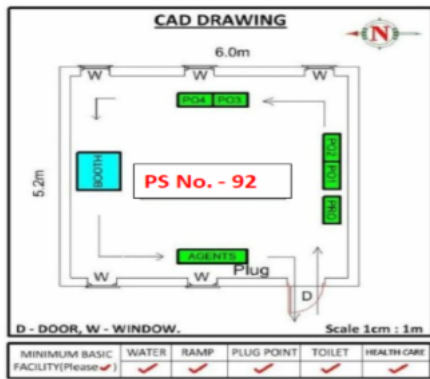 CAD DRAWING
N
6.0m
W W W
PO4 PO3
5.2m
BOOTH
PS No. - 92
PO2
PO1
PRO
AGENTS
Plug
W W
D
D - DOOR, W - WINDOW.
Scale 1cm : 1m
MINIMUM BASIC FACILITY(Please✔)
WATER
RAMP
PLUG POINT
TOILET
HEALTH CARE
✔ ✔ ✔ ✔ ✔